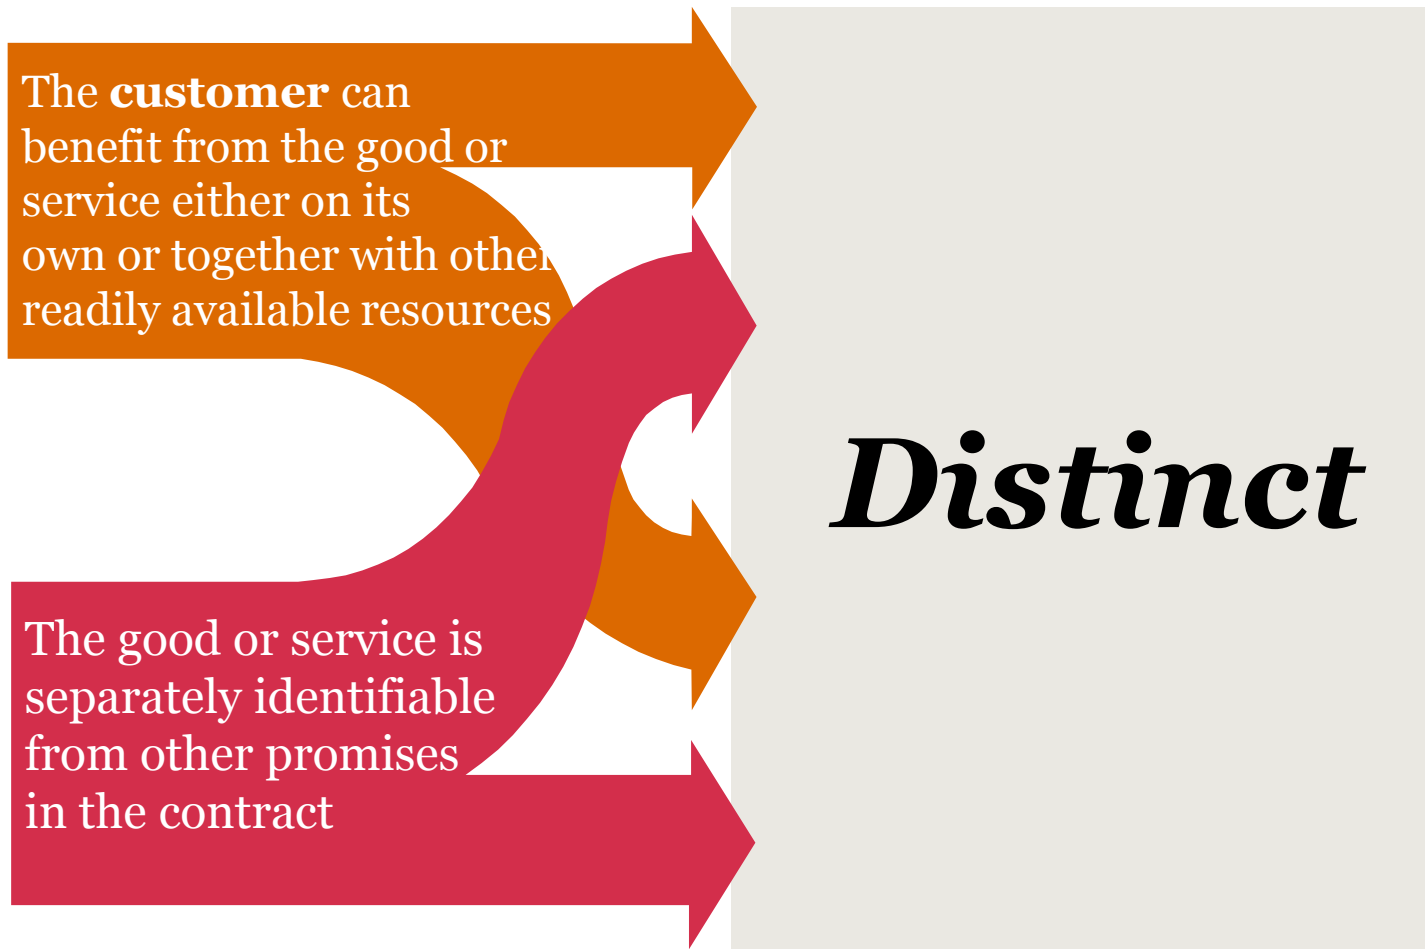 The customer can
benefit from the good or
service either on its
own or together with other
readily available resources
The good or service is
separately identifiable
from other promises
in the contract
Distinct